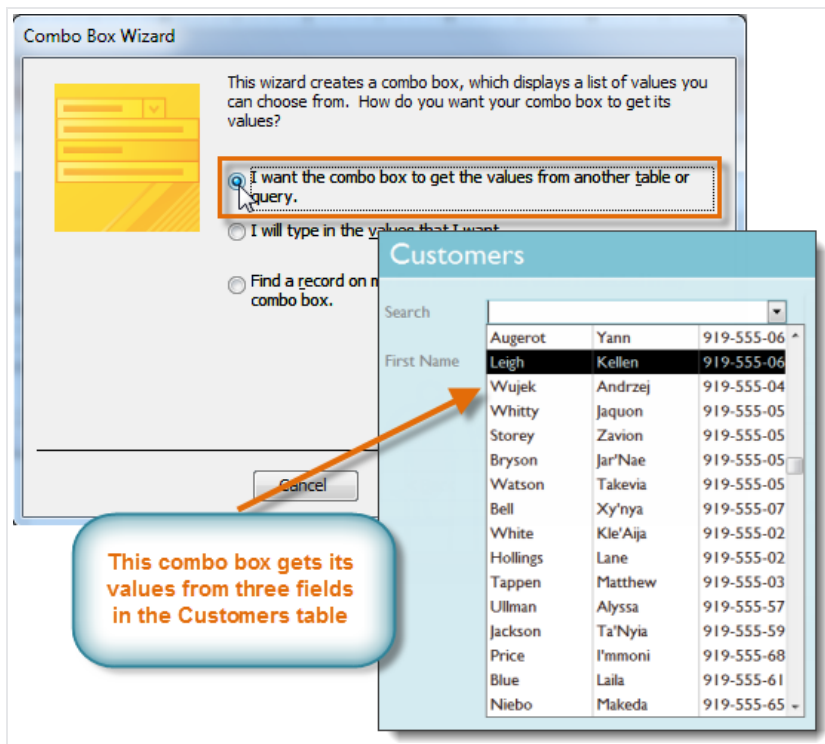 Combo Box Wizard
This wizard creates a combo box, which displays a list of values you
can choose from. How do you want your combo box to get its
values?
I want the combo box to get the values from another table or
query.
I will type in the values that I want.
Find a record on
combo box.
Cancel
Customers
Search
First Name
Augerot Yann 919-555-06
Leigh Kellen 919-555-06
Wujek Andrzej 919-555-04
Whitty Jaquon 919-555-05
Storey Zavion 919-555-05
Bryson Jar'Nae 919-555-05
Watson Takevia 919-555-05
Bell Xy'nya 919-555-07
White Kle'Aija 919-555-02
Hollings Lane 919-555-02
Tappen Matthew 919-555-03
Ullman Alyssa 919-555-57
Jackson Ta'Nyia 919-555-59
Price I'mmoni 919-555-68
Blue Laila 919-555-61
Niebo Makeda 919-555-65
This combo box gets its
values from three fields
in the Customers table